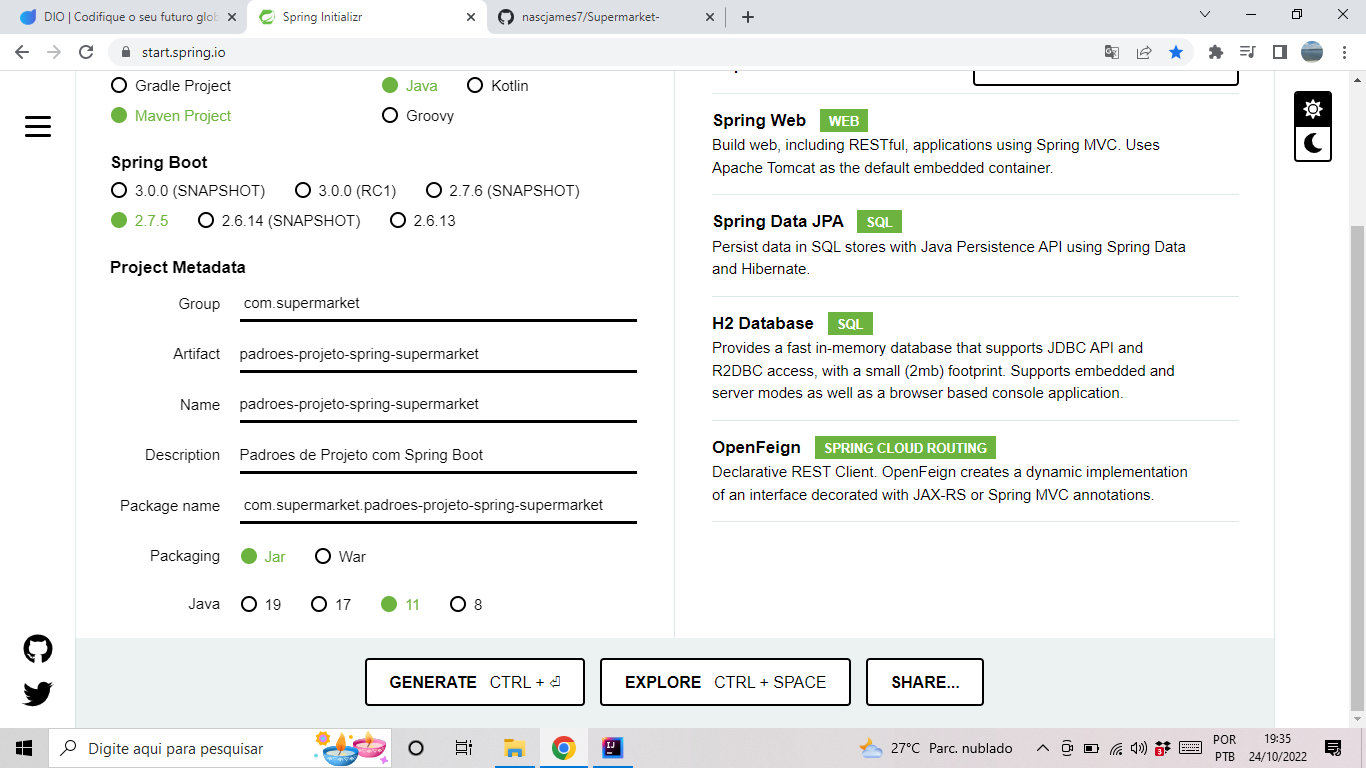 DIO | Codifique o seu futuro glob
Spring Initializr
nascjames7/Supermarket-
start.spring.io
Gradle Project
Java
Kotlin
Maven Project
Groovy
Spring Boot
3.0.0 (SNAPSHOT)
3.0.0 (RC1)
2.7.6 (SNAPSHOT)
2.7.5
2.6.14 (SNAPSHOT)
2.6.13
Project Metadata
Group com.supermarket
Artifact padroes-projeto-spring-supermarket
Name padroes-projeto-spring-supermarket
Description Padroes de Projeto com Spring Boot
Package name com.supermarket.padroes-projeto-spring-supermarket
Packaging Jar War
Java 19 17 11 8
Spring Web WEB
Build web, including RESTful, applications using Spring MVC. Uses
Apache Tomcat as the default embedded container.
Spring Data JPA SQL
Persist data in SQL stores with Java Persistence API using Spring Data
and Hibernate.
H2 Database SQL
Provides a fast in-memory database that supports JDBC API and
R2DBC access, with a small (2mb) footprint. Supports embedded and
server modes as well as a browser based console application.
OpenFeign SPRING CLOUD ROUTING
Declarative REST Client. OpenFeign creates a dynamic implementation
of an interface decorated with JAX-RS or Spring MVC annotations.
GENERATE CTRL + ⏎
EXPLORE CTRL + SPACE
SHARE...
Digite aqui para pesquisar
IJ
27°C Parc. nublado
3
POR
PTB
19:35
24/10/2022